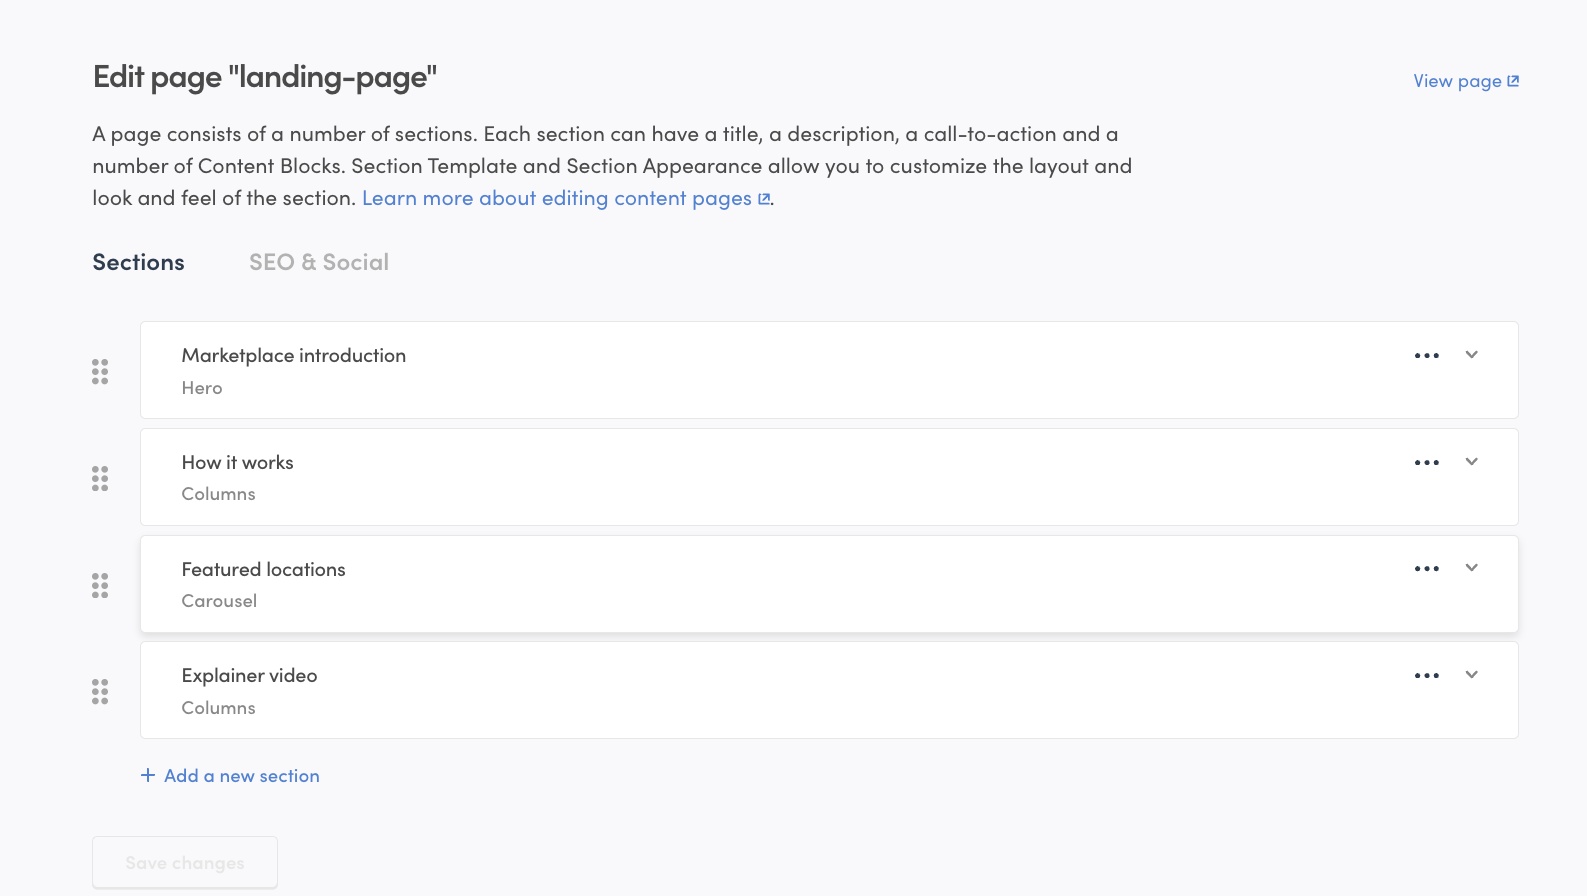 Edit page "landing-page"
View page
A page consists of a number of sections. Each section can have a title, a description, a call-to-action and a
number of Content Blocks. Section Template and Section Appearance allow you to customize the layout and
look and feel of the section. Learn more about editing content pages .
Sections SEO & Social
Marketplace introduction
Hero
How it works
Columns
Featured locations
Carousel
Explainer video
Columns
+ Add a new section
Save changes